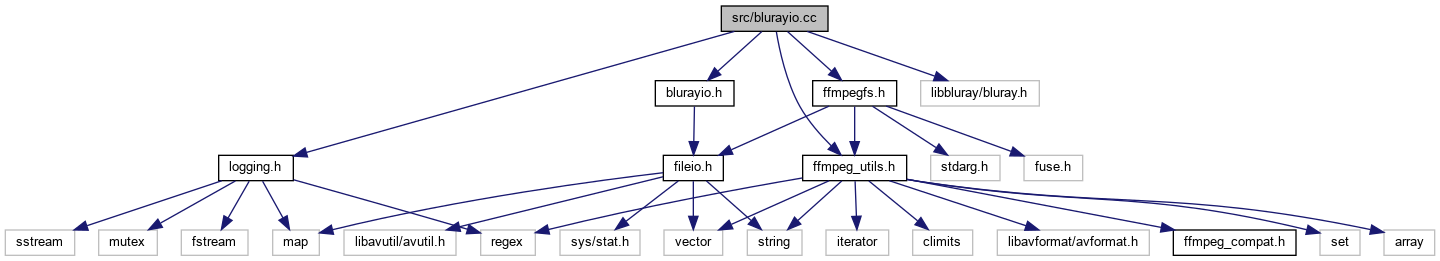 src/blurayio.cc
blurayio.h
ffmpegfs.h
libbluray/bluray.h
logging.h
fileio.h
ffmpeg_utils.h
stdarg.h
fuse.h
sstream
mutex
fstream
map
libavutil/avutil.h
regex
sys/stat.h
vector
string
iterator
climits
libavformat/avformat.h
ffmpeg_compat.h
set
array